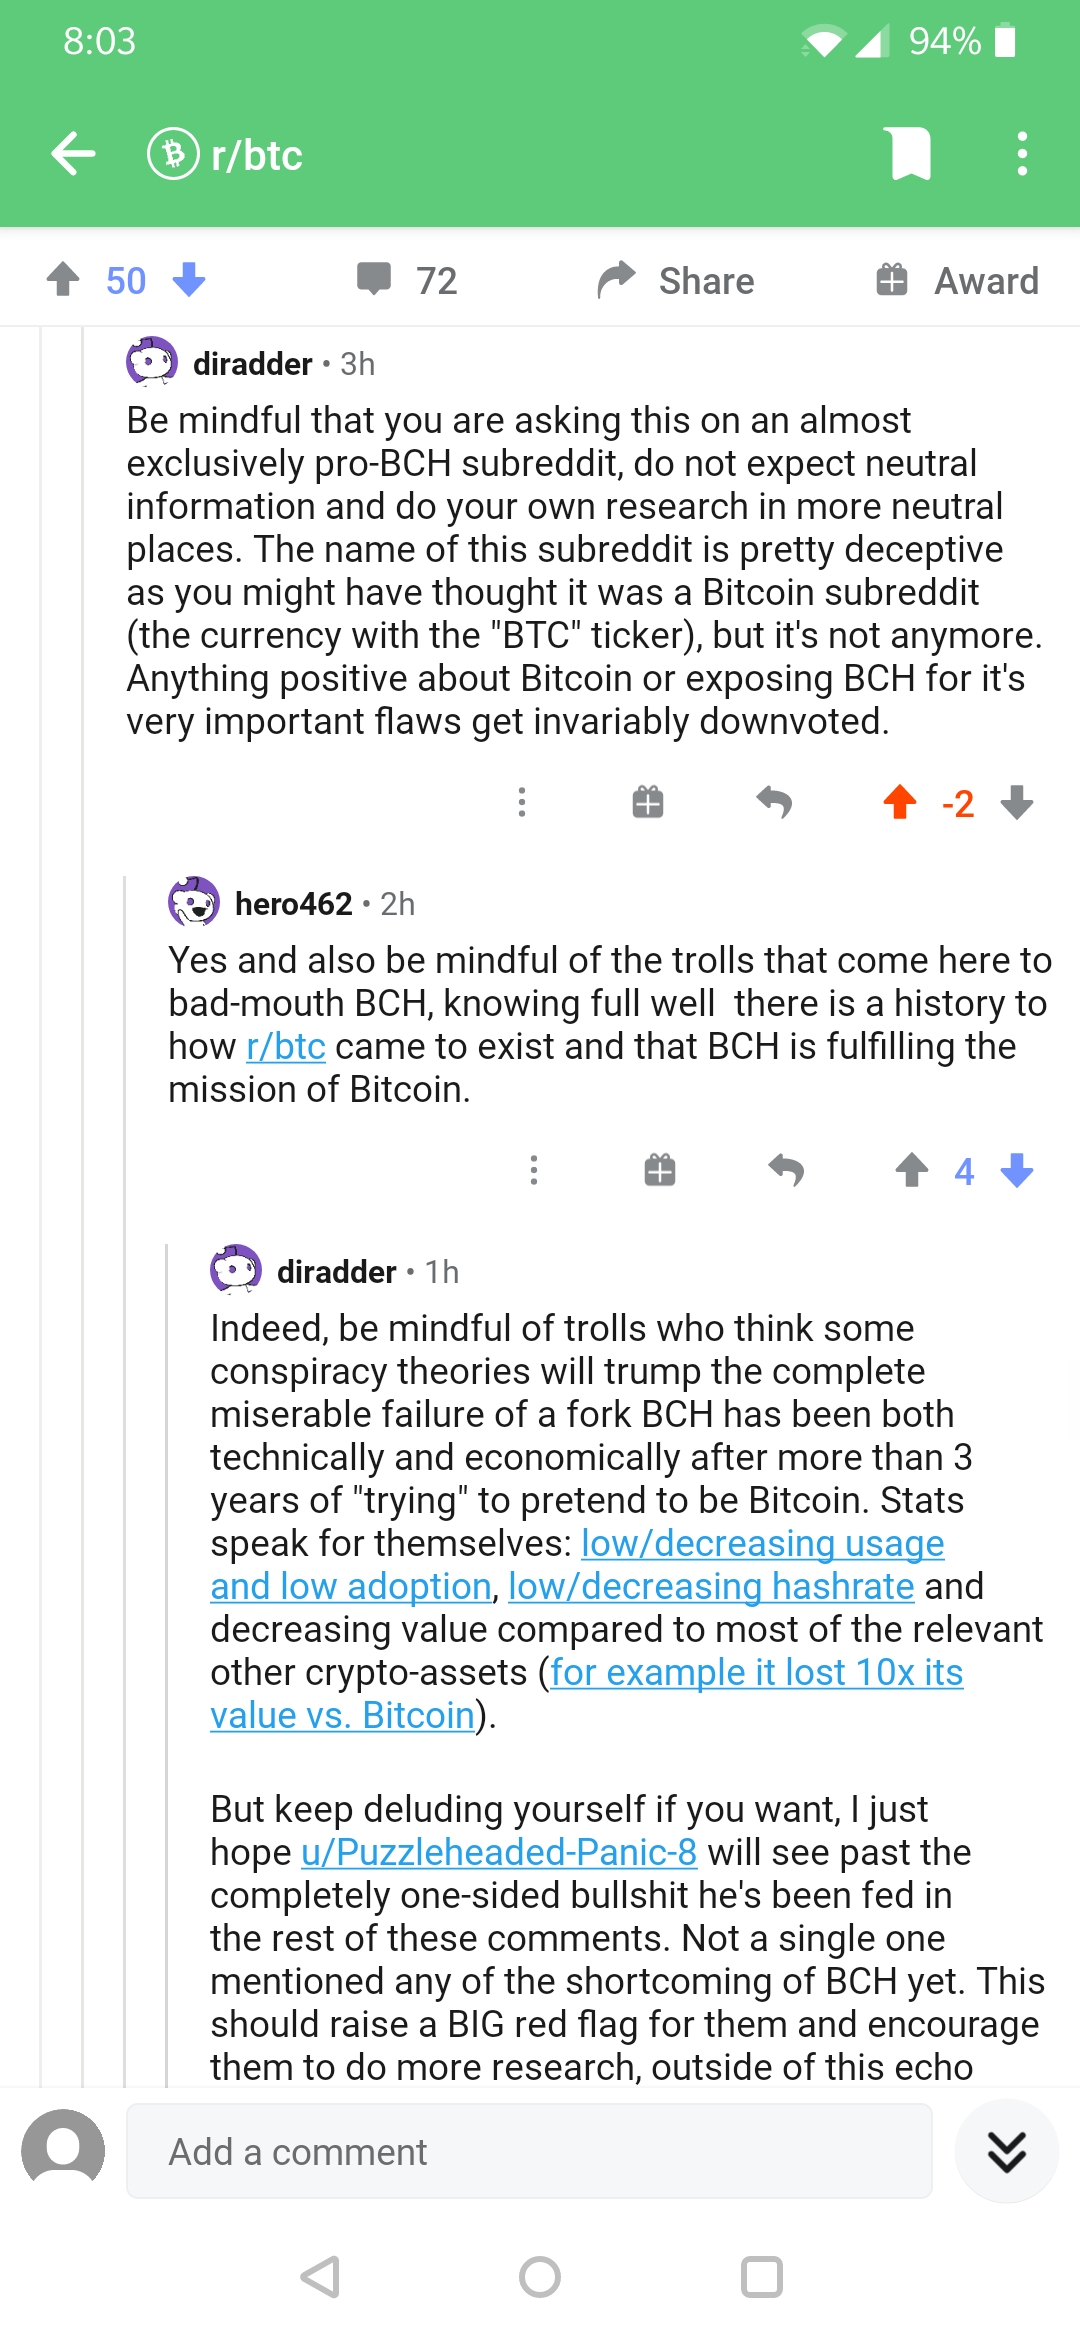 8:03
94%
r/btc
50
72
Share
Award
diradder • 3h
Be mindful that you are asking this on an almost
exclusively pro-BCH subreddit, do not expect neutral
information and do your own research in more neutral
places. The name of this subreddit is pretty deceptive
as you might have thought it was a Bitcoin subreddit
(the currency with the "BTC" ticker), but it's not anymore.
Anything positive about Bitcoin or exposing BCH for it's
very important flaws get invariably downvoted.
-2
hero462 • 2h
Yes and also be mindful of the trolls that come here to
bad-mouth BCH, knowing full well  there is a history to
how r/btc came to exist and that BCH is fulfilling the
mission of Bitcoin.
4
diradder • 1h
Indeed, be mindful of trolls who think some
conspiracy theories will trump the complete
miserable failure of a fork BCH has been both
technically and economically after more than 3
years of "trying" to pretend to be Bitcoin. Stats
speak for themselves: low/decreasing usage
and low adoption, low/decreasing hashrate and
decreasing value compared to most of the relevant
other crypto-assets (for example it lost 10x its
value vs. Bitcoin).
But keep deluding yourself if you want, I just
hope u/Puzzleheaded-Panic-8 will see past the
completely one-sided bullshit he's been fed in
the rest of these comments. Not a single one
mentioned any of the shortcoming of BCH yet. This
should raise a BIG red flag for them and encourage
them to do more research, outside of this echo
Add a comment